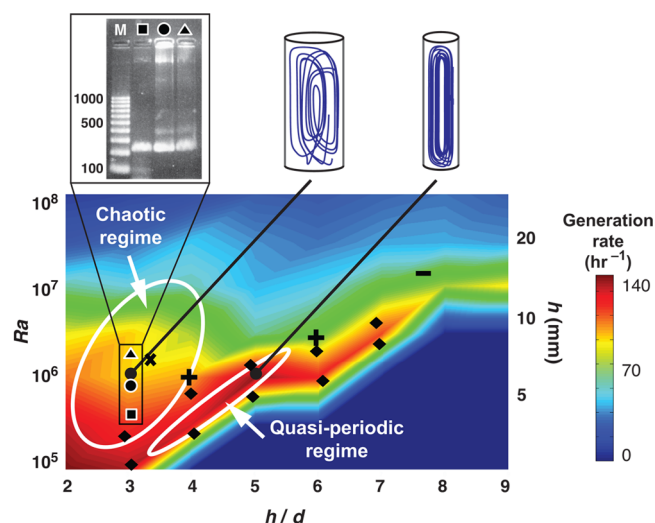 M
1000
500
100
Chaotic
regime
Quasi-periodic
regime
Ra
10⁸
10⁷
10⁶
10⁵
2 3 4 5 6 7 8 9
h / d
20
10
5
h (mm)
Generation
rate
(hr⁻¹)
140
70
0